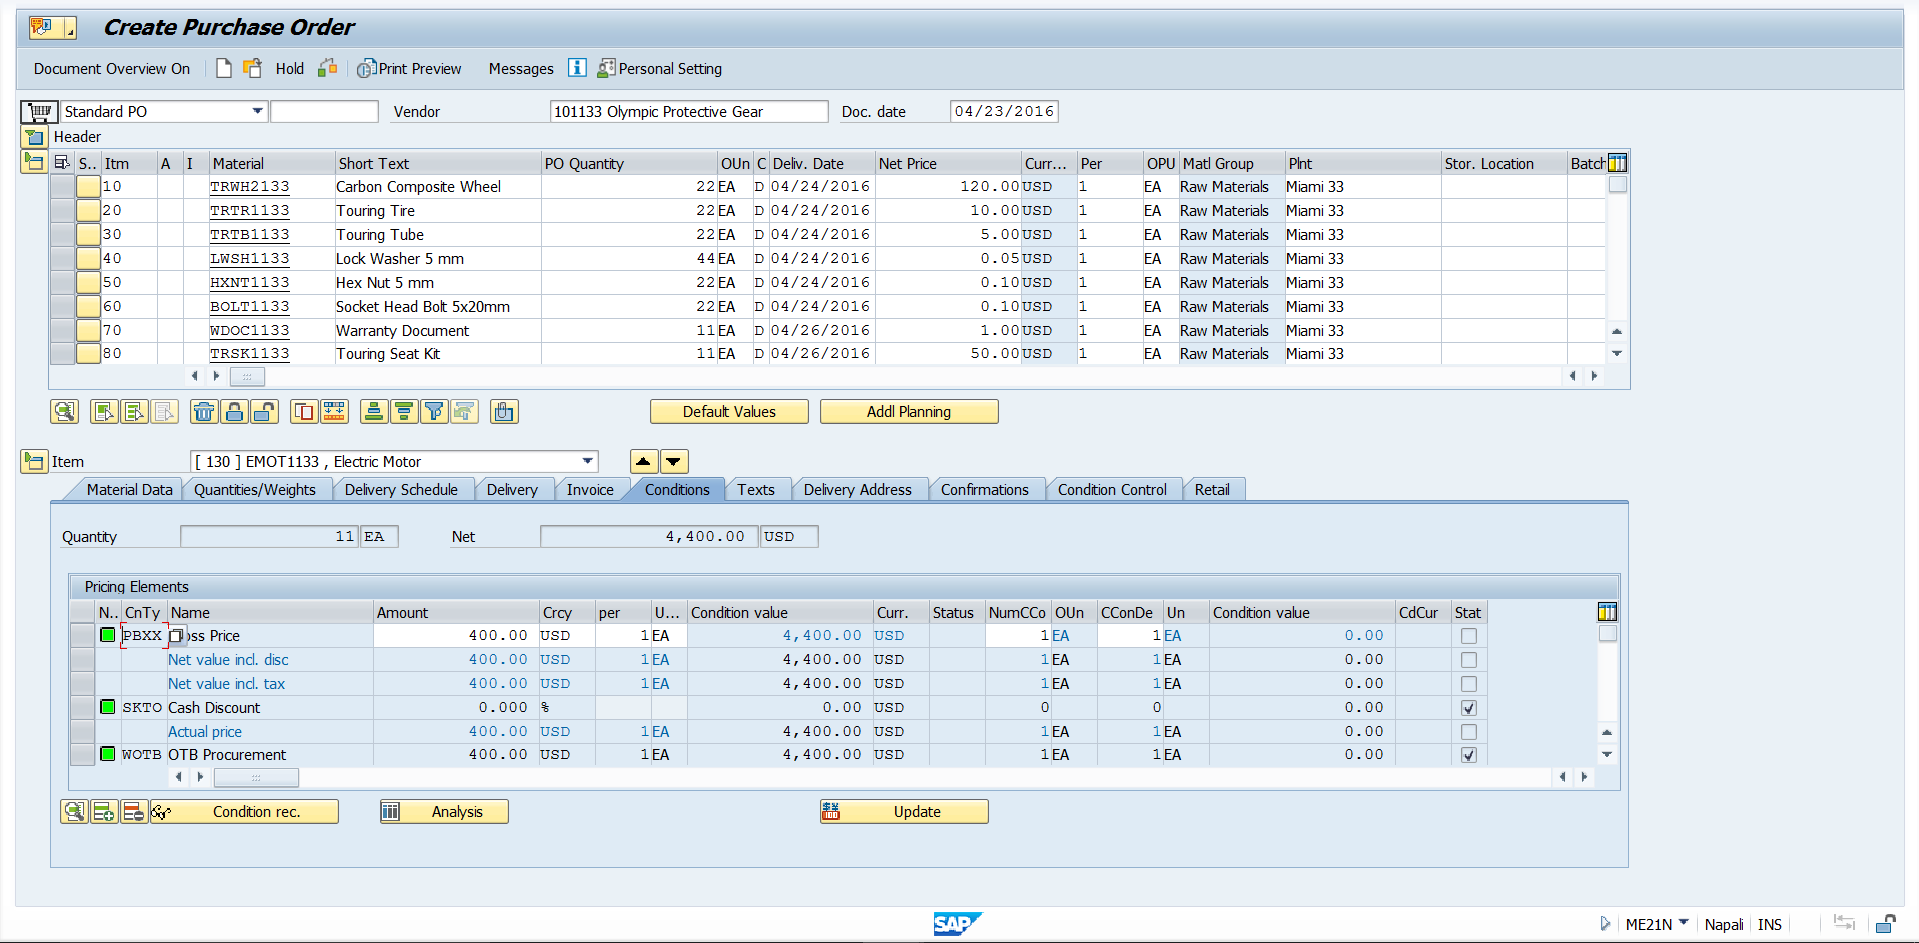 Create Purchase Order
Document Overview On Hold Print Preview Messages Personal Setting
Standard PO Vendor 101133 Olympic Protective Gear Doc. date 04/23/2016
Header
S.. Itm A I Material Short Text PO Quantity OUn C Deliv. Date Net Price Curr... Per OPU Matl Group Plnt Stor. Location Batch
10 TRWH2133 Carbon Composite Wheel 22 EA D 04/24/2016 120.00 USD 1 EA Raw Materials Miami 33
20 TRTR1133 Touring Tire 22 EA D 04/24/2016 10.00 USD 1 EA Raw Materials Miami 33
30 TRTB1133 Touring Tube 22 EA D 04/24/2016 5.00 USD 1 EA Raw Materials Miami 33
40 LWSH1133 Lock Washer 5 mm 44 EA D 04/24/2016 0.05 USD 1 EA Raw Materials Miami 33
50 HXNT1133 Hex Nut 5 mm 22 EA D 04/24/2016 0.10 USD 1 EA Raw Materials Miami 33
60 BOLT1133 Socket Head Bolt 5x20mm 22 EA D 04/24/2016 0.10 USD 1 EA Raw Materials Miami 33
70 WDOC1133 Warranty Document 11 EA D 04/26/2016 1.00 USD 1 EA Raw Materials Miami 33
80 TRSK1133 Touring Seat Kit 11 EA D 04/26/2016 50.00 USD 1 EA Raw Materials Miami 33
Default Values Addl Planning
Item [ 130 ] EMOT1133 , Electric Motor
Material Data Quantities/Weights Delivery Schedule Delivery Invoice Conditions Texts Delivery Address Confirmations Condition Control Retail
Quantity 11 EA Net 4,400.00 USD
Pricing Elements
N.. CnTy Name Amount Crcy per U... Condition value Curr. Status NumCCo OUn CConDe Un Condition value CdCur Stat
PBXX oss Price 400.00 USD 1 EA 4,400.00 USD 1 EA 1 EA 0.00
Net value incl. disc 400.00 USD 1 EA 4,400.00 USD 1 EA 1 EA 0.00
Net value incl. tax 400.00 USD 1 EA 4,400.00 USD 1 EA 1 EA 0.00
SKTO Cash Discount 0.000 % 0.00 USD 0 0 0.00
Actual price 400.00 USD 1 EA 4,400.00 USD 1 EA 1 EA 0.00
WOTB OTB Procurement 400.00 USD 1 EA 4,400.00 USD 1 EA 1 EA 0.00
Condition rec. Analysis Update
SAP ME21N Napali INS